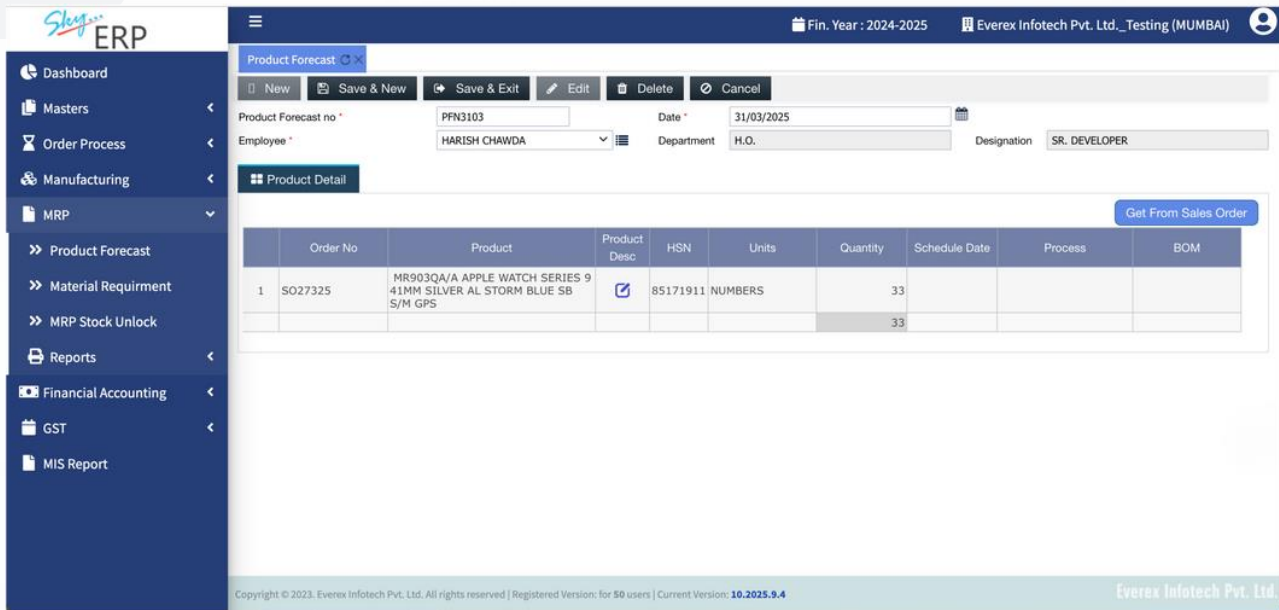 Sky...
ERP
Fin. Year : 2024-2025 Everex Infotech Pvt. Ltd._Testing (MUMBAI)
Dashboard
Masters
Order Process
Manufacturing
MRP
Product Forecast
Material Requirment
MRP Stock Unlock
Reports
Financial Accounting
GST
MIS Report
Product Forecast
New Save & New Save & Exit Edit Delete Cancel
Product Forecast no * PFN3103 Date * 31/03/2025
Employee * HARISH CHAWDA Department H.O. Designation SR. DEVELOPER
Product Detail
Get From Sales Order
Order No Product Product Desc HSN Units Quantity Schedule Date Process BOM
1 SO27325 MR903QA/A APPLE WATCH SERIES 9 85171911 NUMBERS 33
41MM SILVER AL STORM BLUE SB
S/M GPS
33
Copyright © 2023. Everex Infotech Pvt. Ltd. All rights reserved | Registered Version: for 50 users | Current Version: 10.2025.9.4
Everex Infotech Pvt. Ltd.